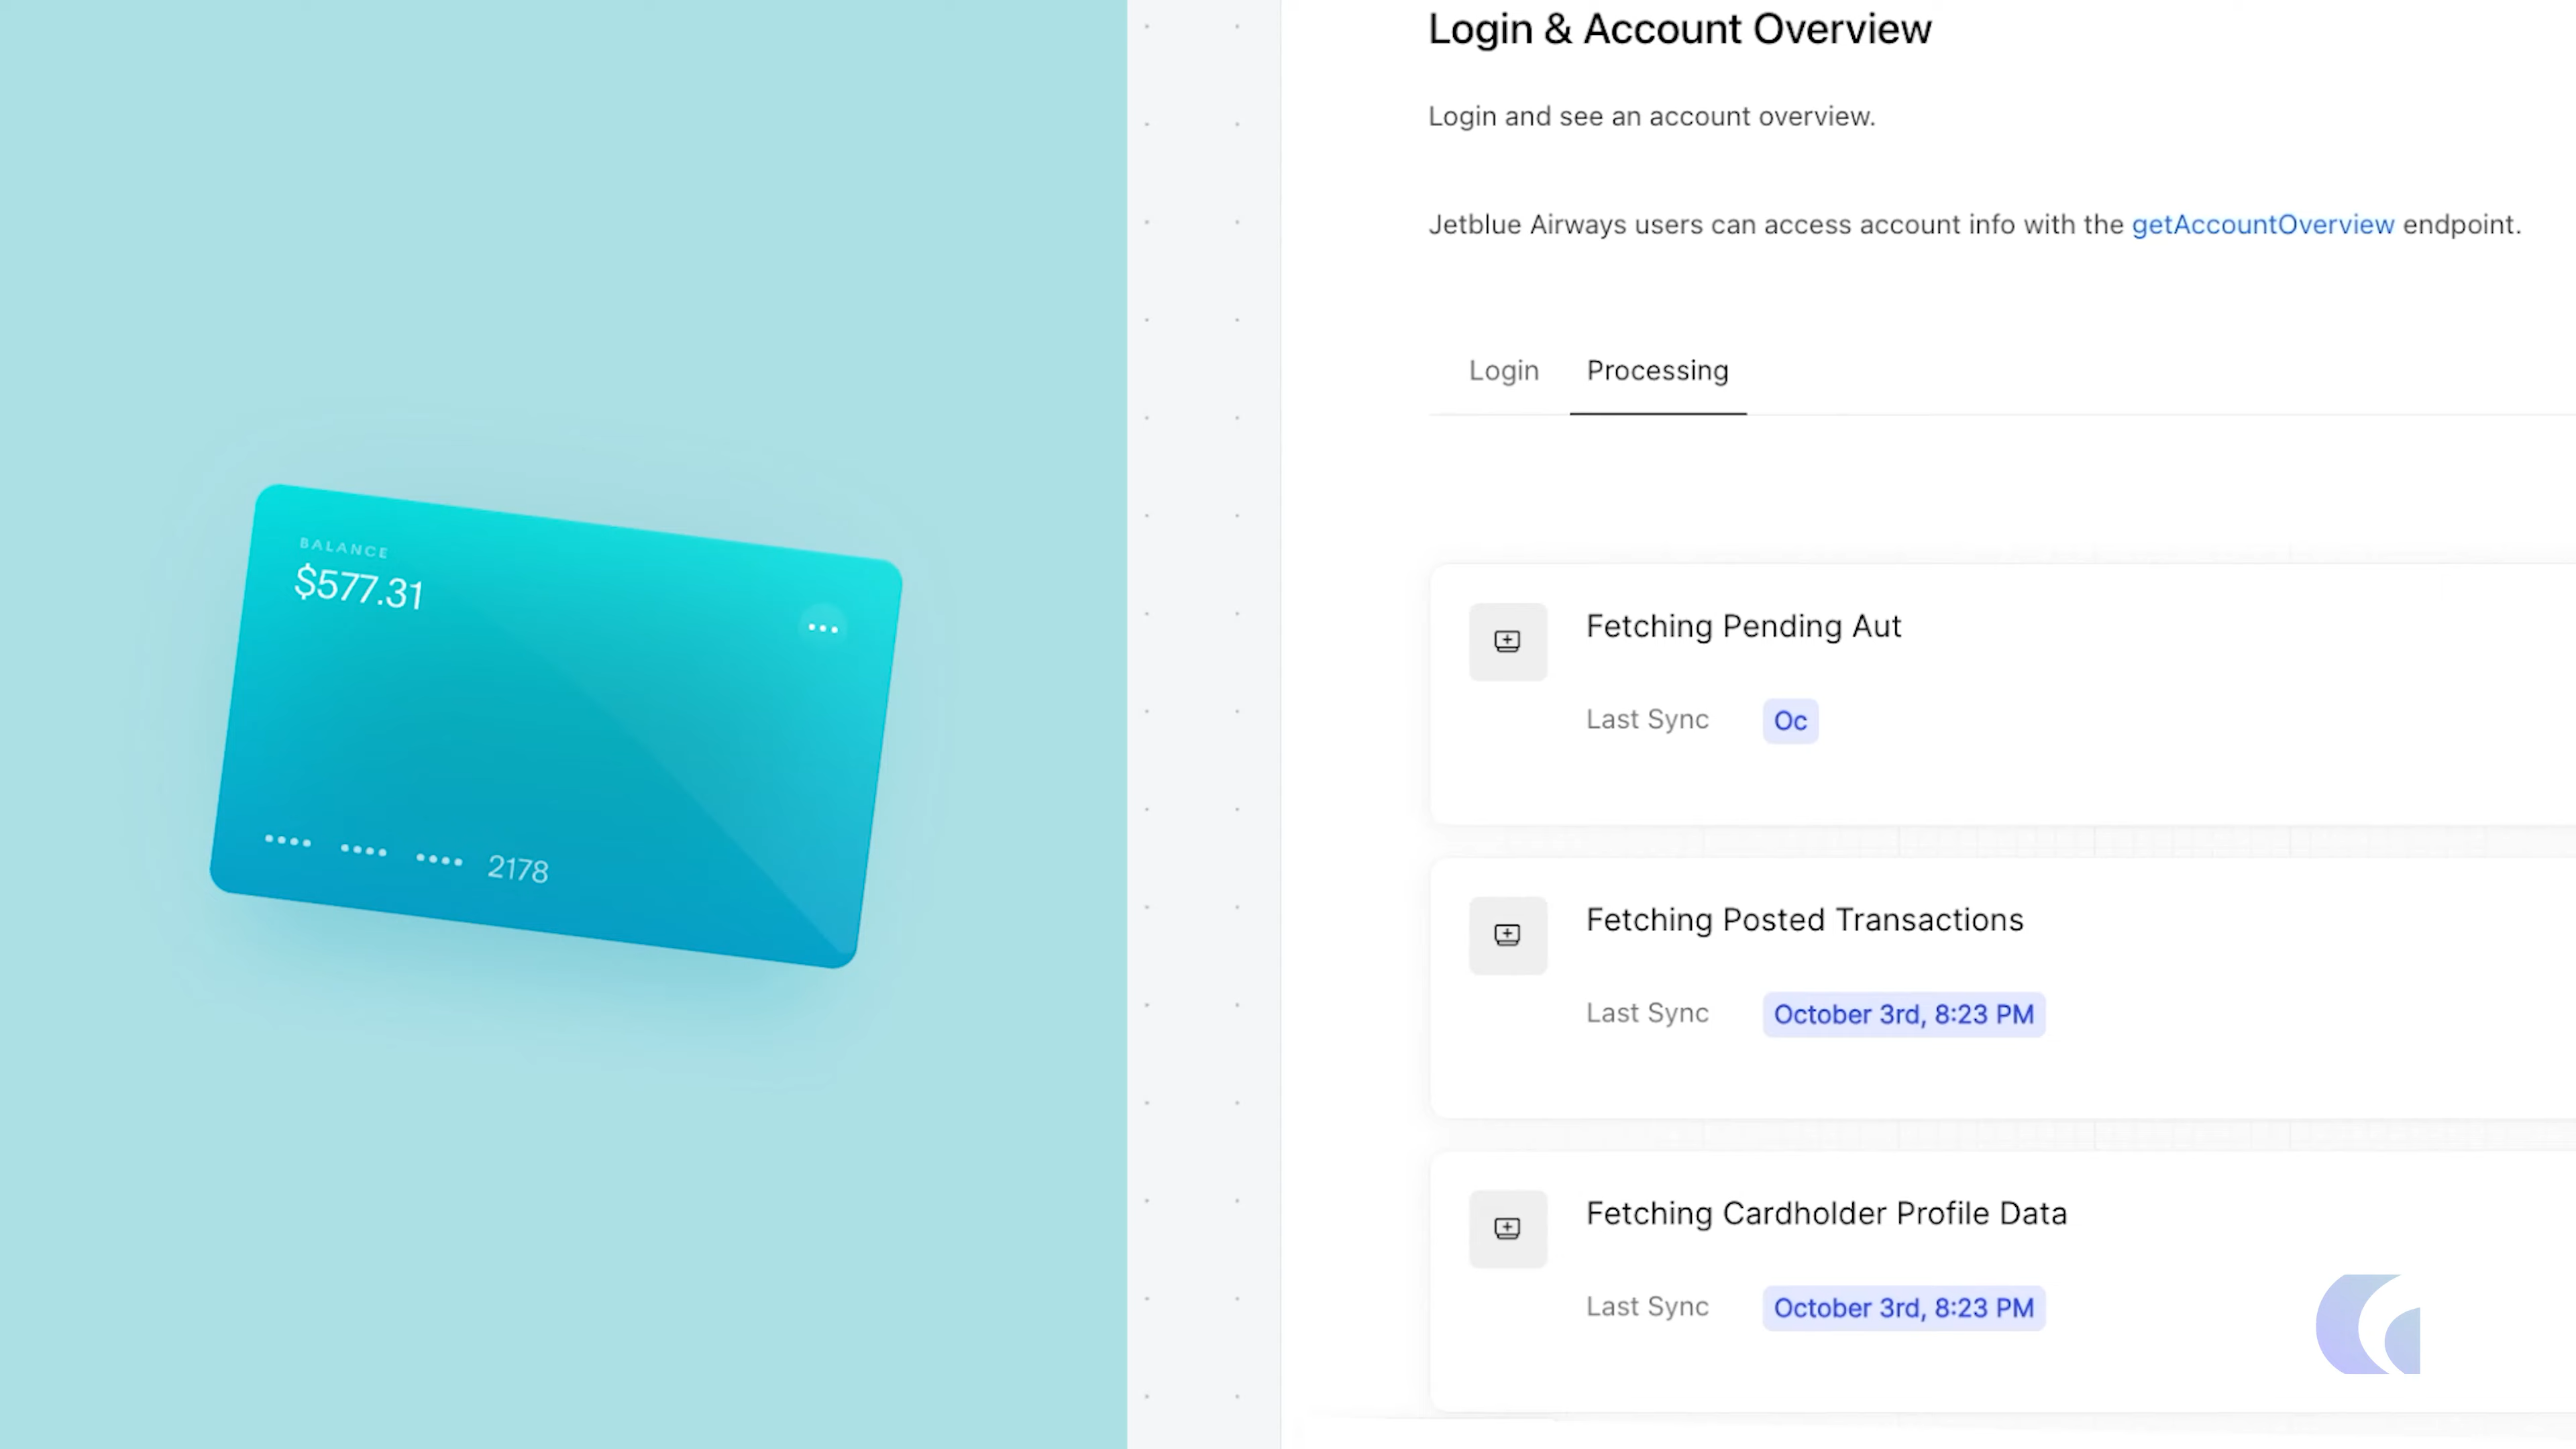 BALANCE
$577.31
•••• •••• •••• 2178
Login & Account Overview
Login and see an account overview.
Jetblue Airways users can access account info with the getAccountOverview endpoint.
Login Processing
Fetching Pending Aut
Last Sync Oc
Fetching Posted Transactions
Last Sync October 3rd, 8:23 PM
Fetching Cardholder Profile Data
Last Sync October 3rd, 8:23 PM